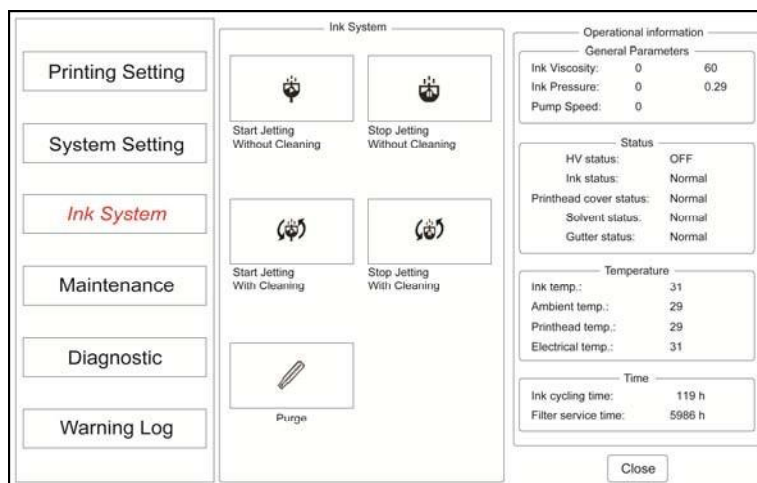 Printing Setting
System Setting
Ink System
Maintenance
Diagnostic
Warning Log
Ink System
Start Jetting
Without Cleaning
Stop Jetting
Without Cleaning
Start Jetting
With Cleaning
Stop Jetting
With Cleaning
Purge
Operational information
General Parameters
Ink Viscosity: 0 60
Ink Pressure: 0 0.29
Pump Speed: 0
Status
HV status: OFF
Ink status: Normal
Printhead cover status: Normal
Solvent status: Normal
Gutter status: Normal
Temperature
Ink temp.: 31
Ambient temp.: 29
Printhead temp.: 29
Electrical temp.: 31
Time
Ink cycling time: 119 h
Filter service time: 5986 h
Close